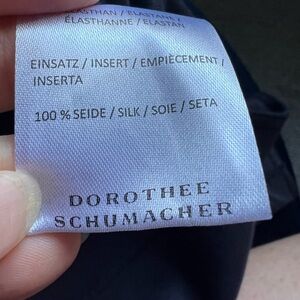 ELASTHAN / ELASTANE /
ÉLASTHANNE / ELASTAN
EINSATZ / INSERT / EMPIÈCEMENT /
INSERTA
100 % SEIDE / SILK / SOIE / SETA
DOROTHEE
SCHUMACHER